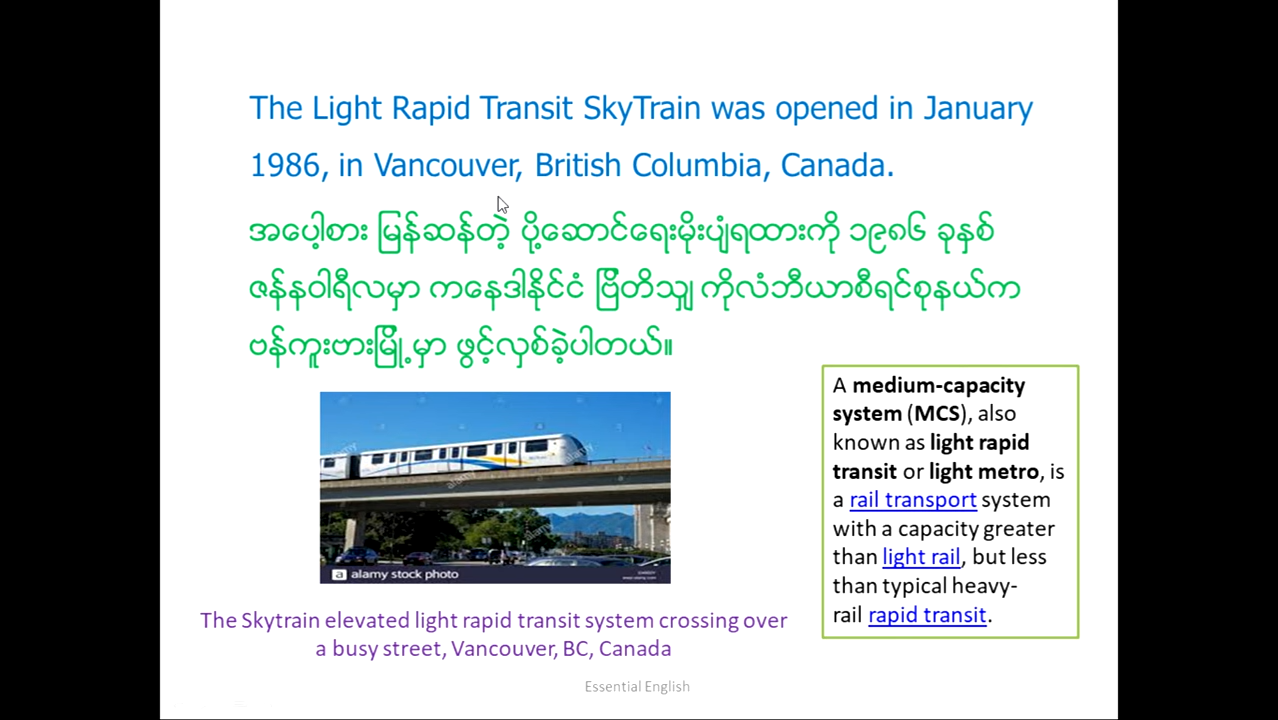 The Light Rapid Transit SkyTrain was opened in January
1986, in Vancouver, British Columbia, Canada.
အပေါ့စား မြန်ဆန်တဲ့ ပို့ဆောင်ရေးမိုးပျံရထားကို ၁၉၈၆ ခုနှစ်
ဇန်နဝါရီလမှာ ကနေဒါနိုင်ငံ ဗြိတိသျှ ကိုလံဘီယာစီရင်စုနယ်က
ဗန်ကူးဗားမြို့မှာ ဖွင့်လှစ်ခဲ့ပါတယ်။
A medium-capacity
system (MCS), also
known as light rapid
transit or light metro, is
a rail transport system
with a capacity greater
than light rail, but less
than typical heavy-
rail rapid transit.
a alamy stock photo
The Skytrain elevated light rapid transit system crossing over
a busy street, Vancouver, BC, Canada
Essential English